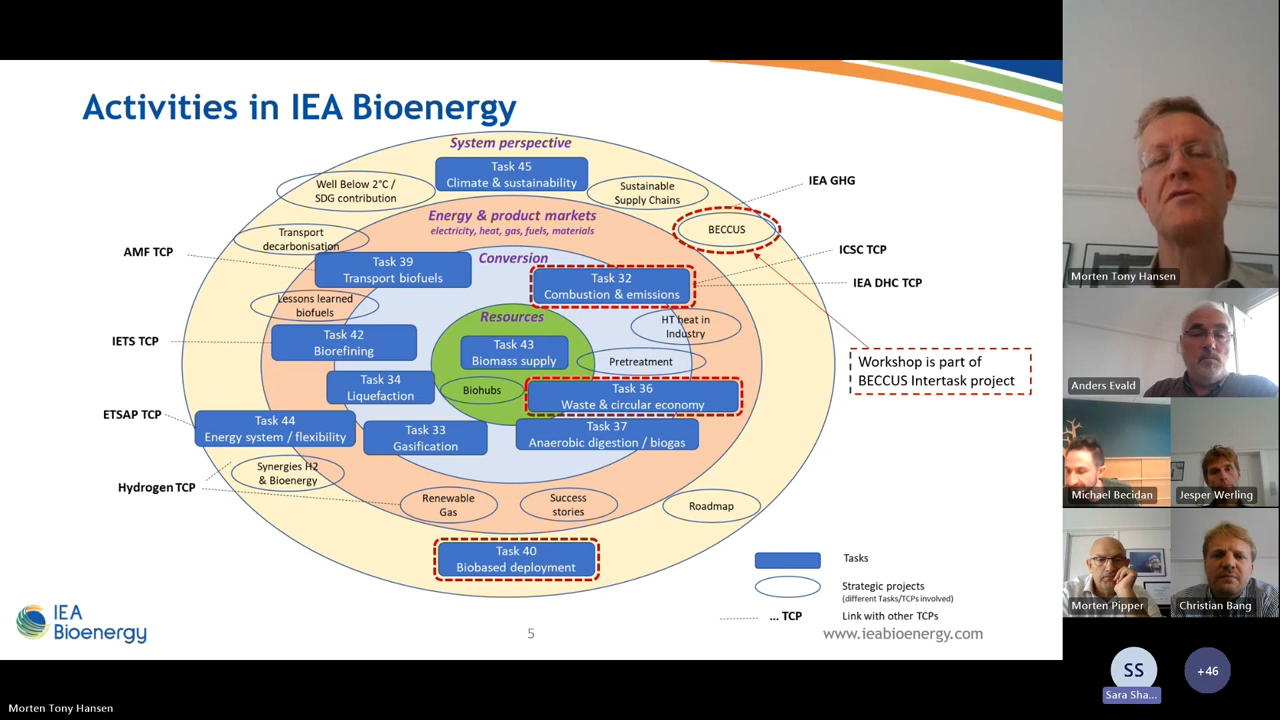 Activities in IEA Bioenergy
System perspective
Task 45
Climate & sustainability
Well Below 2°C /
SDG contribution
Sustainable
Supply Chains
IEA GHG
Energy & product markets
electricity, heat, gas, fuels, materials
BECCUS
Transport
decarbonisation
AMF TCP
Conversion
ICSC TCP
Task 39
Transport biofuels
Task 32
Combustion & emissions
IEA DHC TCP
Lessons learned
biofuels
Resources
HT heat in
Industry
IETS TCP
Task 42
Biorefining
Task 43
Biomass supply
Pretreatment
Workshop is part of
BECCUS Intertask project
Task 34
Liquefaction
Biohubs
Task 36
Waste & circular economy
ETSAP TCP
Task 44
Energy system / flexibility
Task 33
Gasification
Task 37
Anaerobic digestion / biogas
Synergies H2
& Bioenergy
Hydrogen TCP
Renewable
Gas
Success
stories
Roadmap
Task 40
Biobased deployment
Tasks
Strategic projects
(different Tasks/TCPs involved)
... TCP
Link with other TCPs
IEA
Bioenergy
5
www.ieabioenergy.com
Morten Tony Hansen
Anders Evald
Michael Becidan
Jesper Werling
Morten Pipper
Christian Bang
SS
Sara Sha...
+46
Morten Tony Hansen